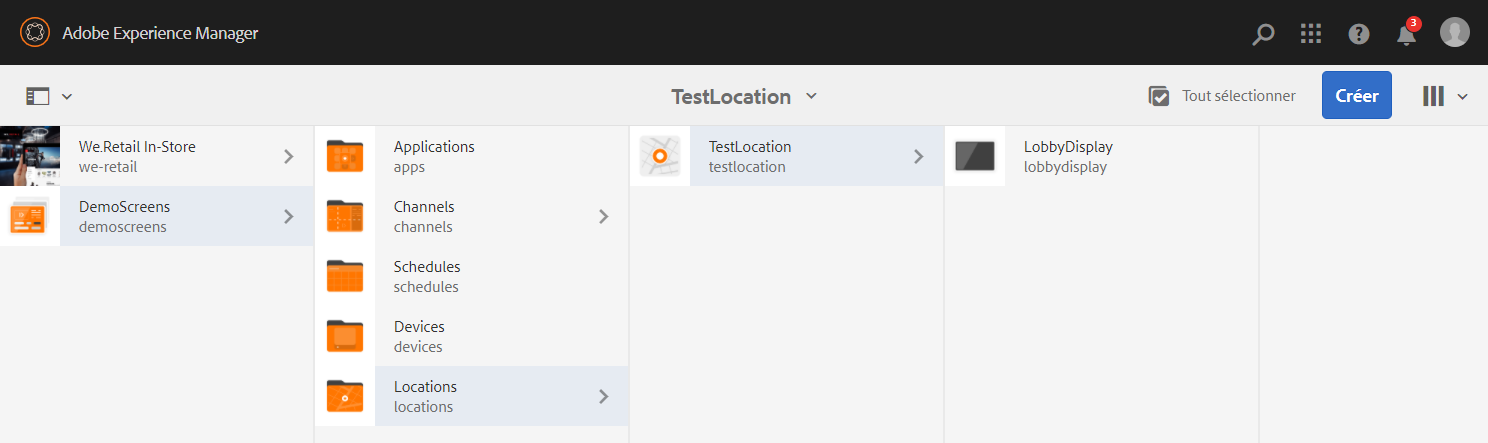 Adobe Experience Manager
3
TestLocation
Tout sélectionner
Créer
We.Retail In-Store
we-retail
DemoScreens
demoscreens
Applications
apps
Channels
channels
Schedules
schedules
Devices
devices
Locations
locations
TestLocation
testlocation
LobbyDisplay
lobbydisplay